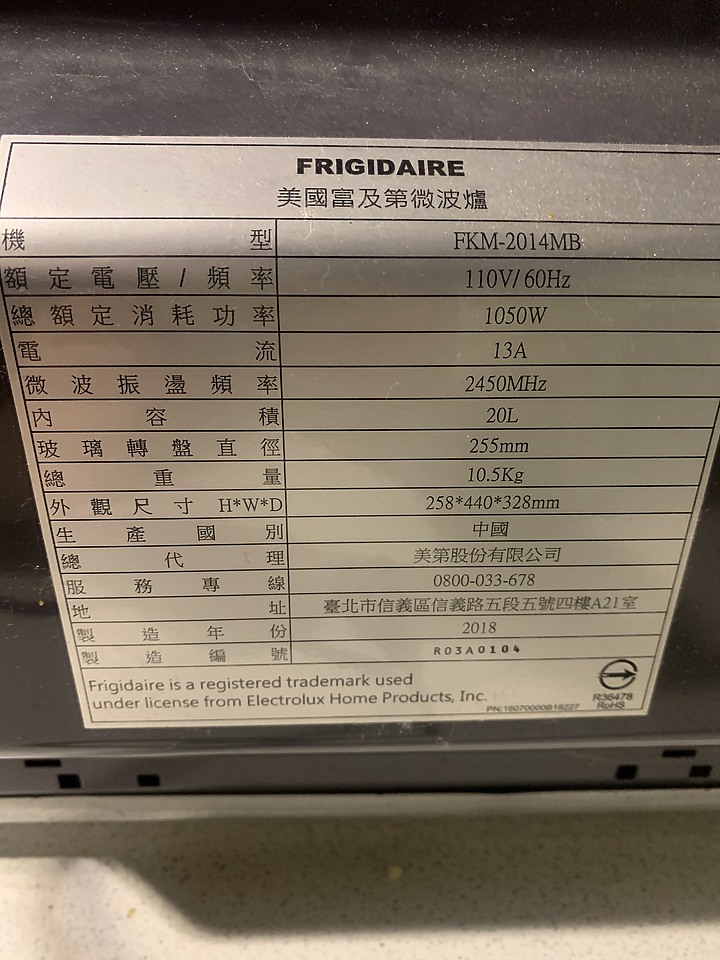 FRIGIDAIRE
美國富及第微波爐
機型 FKM-2014MB
額定電壓/頻率 110V/60Hz
總額定消耗功率 1050W
電流 13A
微波振盪頻率 2450MHz
內容積 20L
玻璃轉盤直徑 255mm
總重量 10.5Kg
外觀尺寸 H*W*D 258*440*328mm
生產國別 中國
總代理 美第股份有限公司
服務專線 0800-033-678
地址 臺北市信義區信義路五段五號四樓A21室
製造年份 2018
製造編號 R03A0104
Frigidaire is a registered trademark used
under license from Electrolux Home Products, Inc.
PN:16070000B16227
R36478
RoHS